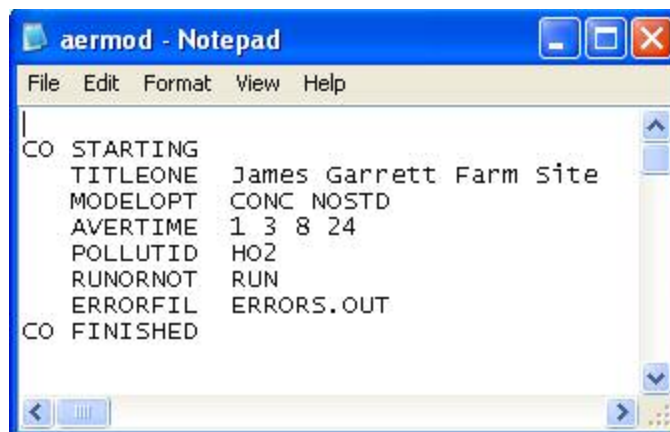 aermod - Notepad
File Edit Format View Help
CO STARTING
TITLEONE James Garrett Farm Site
MODELOPT CONC NOSTD
AVERTIME 1 3 8 24
POLLUTID HO2
RUNORNOT RUN
ERRORFIL ERRORS.OUT
CO FINISHED